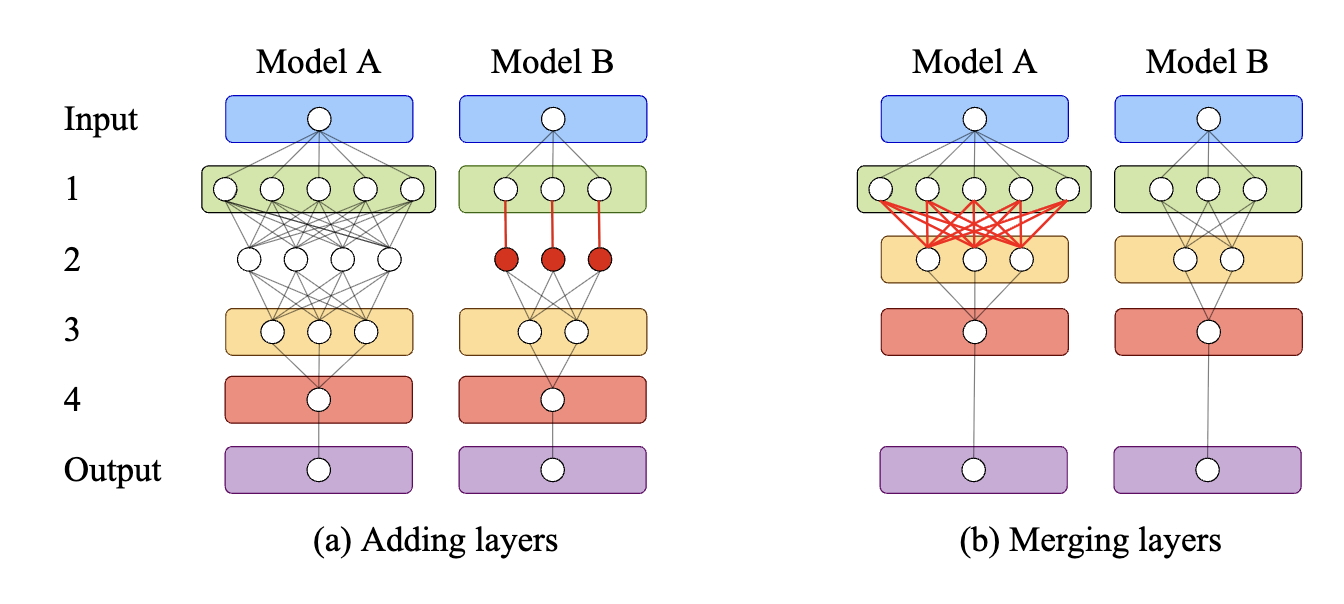 Model A Model B Model A Model B
Input
1
2
3
4
Output
(a) Adding layers (b) Merging layers